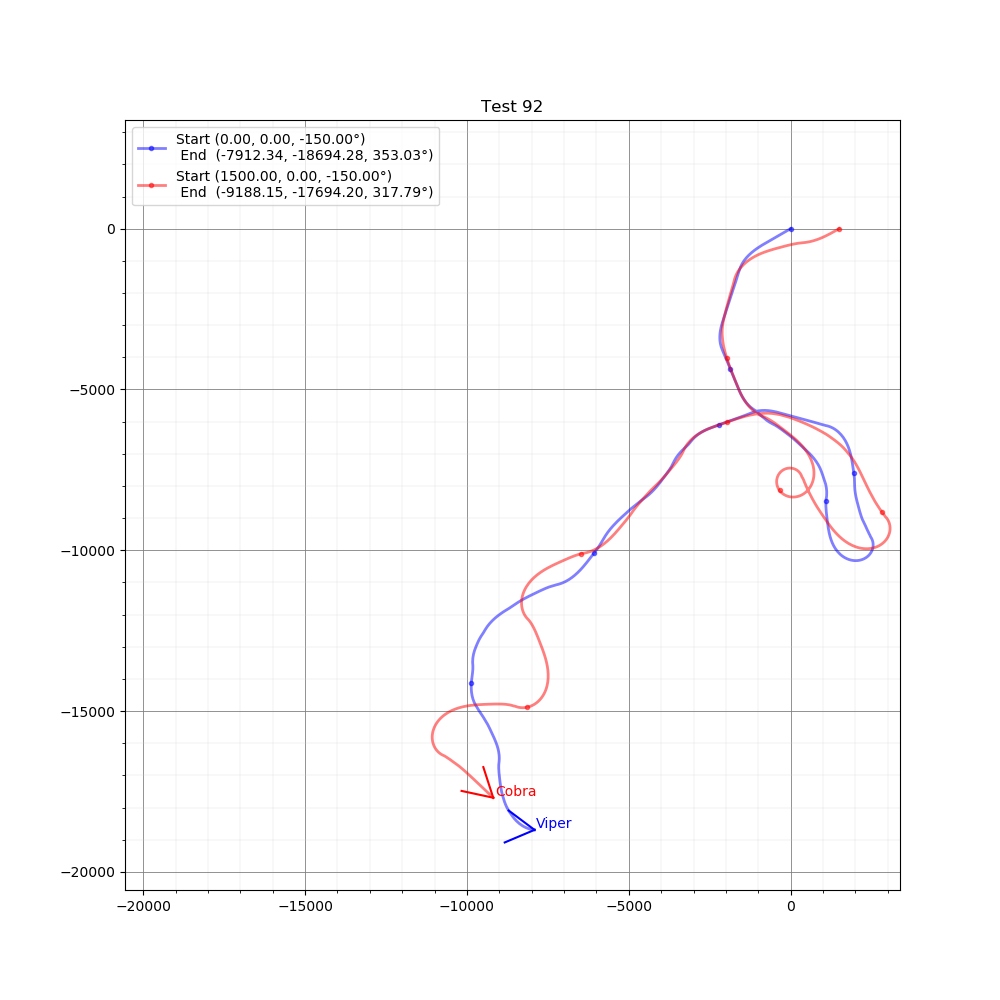 Test 92
Start (0.00, 0.00, -150.00°)
End  (-7912.34, -18694.28, 353.03°)
Start (1500.00, 0.00, -150.00°)
End  (-9188.15, -17694.20, 317.79°)
0
−5000
−10000
−15000
−20000
Cobra
Viper
−20000
−15000
−10000
−5000
0